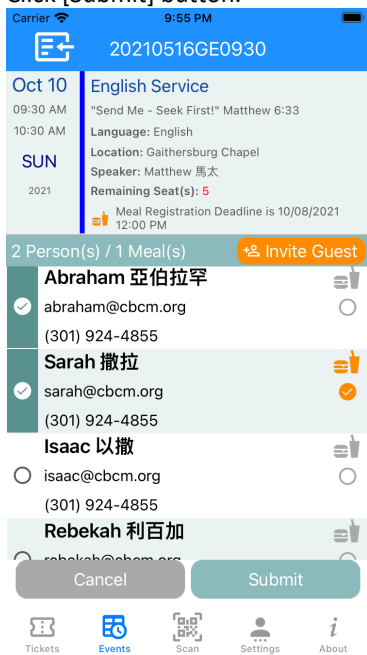 Click [Submit] button.
Carrier 9:55 PM
20210516GE0930
Oct 10
09:30 AM
10:30 AM
SUN
2021
English Service
"Send Me - Seek First!" Matthew 6:33
Language: English
Location: Gaithersburg Chapel
Speaker: Matthew 馬太
Remaining Seat(s): 5
Meal Registration Deadline is 10/08/2021
12:00 PM
2 Person(s) / 1 Meal(s) Invite Guest
Abraham 亞伯拉罕
abraham@cbcm.org
(301) 924-4855
Sarah 撒拉
sarah@cbcm.org
(301) 924-4855
Isaac 以撒
isaac@cbcm.org
(301) 924-4855
Rebekah 利百加
rebekah@cbcm.org
Cancel Submit
Tickets Events Scan Settings About